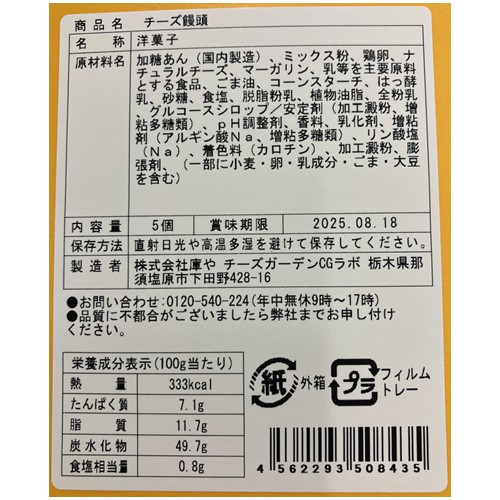 商品名 チーズ饅頭
名称 洋菓子
原材料名 加糖あん（国内製造）、ミックス粉、鶏卵、ナ
チュラルチーズ、マーガリン、乳等を主要原料
とする食品、ごま油、コーンスターチ、はっ酵
乳、砂糖、食塩、脱脂粉乳、植物油脂、全粉乳
、グルコースシロップ／安定剤（加工澱粉、増
粘多糖類）、pH調整剤、香料、乳化剤、増粘
剤（アルギン酸Na、増粘多糖類）、リン酸塩
（Na）、着色料（カロチン）、加工澱粉、膨
張剤、（一部に小麦・卵・乳成分・ごま・大豆
を含む）
内容量 5個 賞味期限 2025.08.18
保存方法 直射日光や高温多湿を避けて保存してください。
製造者 株式会社庫や チーズガーデンCGラボ 栃木県那
須塩原市下田野428-16
●お問い合わせ:0120-540-224(年中無休9時～17時)
●品質に不都合がございましたら弊社までお申し付け
ください。
栄養成分表示(100g当たり)
熱量 333kcal
たんぱく質 7.1g
脂質 11.7g
炭水化物 49.7g
食塩相当量 0.8g
紙 外箱
プラ フィルム
トレー
4562293508435